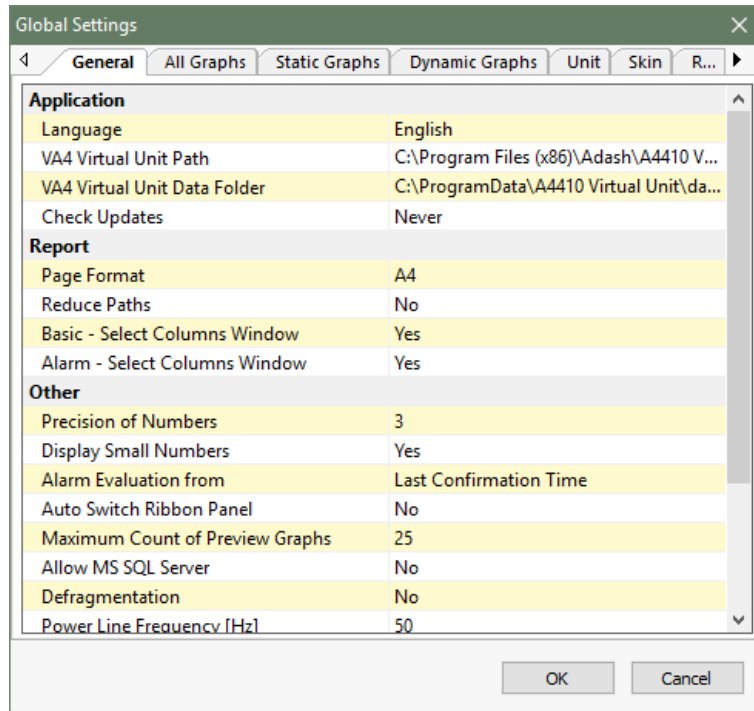 Global Settings
General All Graphs Static Graphs Dynamic Graphs Unit Skin R...
Application
Language English
VA4 Virtual Unit Path C:\Program Files (x86)\Adash\A4410 V...
VA4 Virtual Unit Data Folder C:\ProgramData\A4410 Virtual Unit\da...
Check Updates Never
Report
Page Format A4
Reduce Paths No
Basic - Select Columns Window Yes
Alarm - Select Columns Window Yes
Other
Precision of Numbers 3
Display Small Numbers Yes
Alarm Evaluation from Last Confirmation Time
Auto Switch Ribbon Panel No
Maximum Count of Preview Graphs 25
Allow MS SQL Server No
Defragmentation No
Power Line Frequency [Hz] 50
OK Cancel